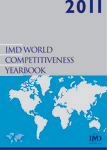 2011
IMD WORLD
COMPETITIVENESS
YEARBOOK
IMD